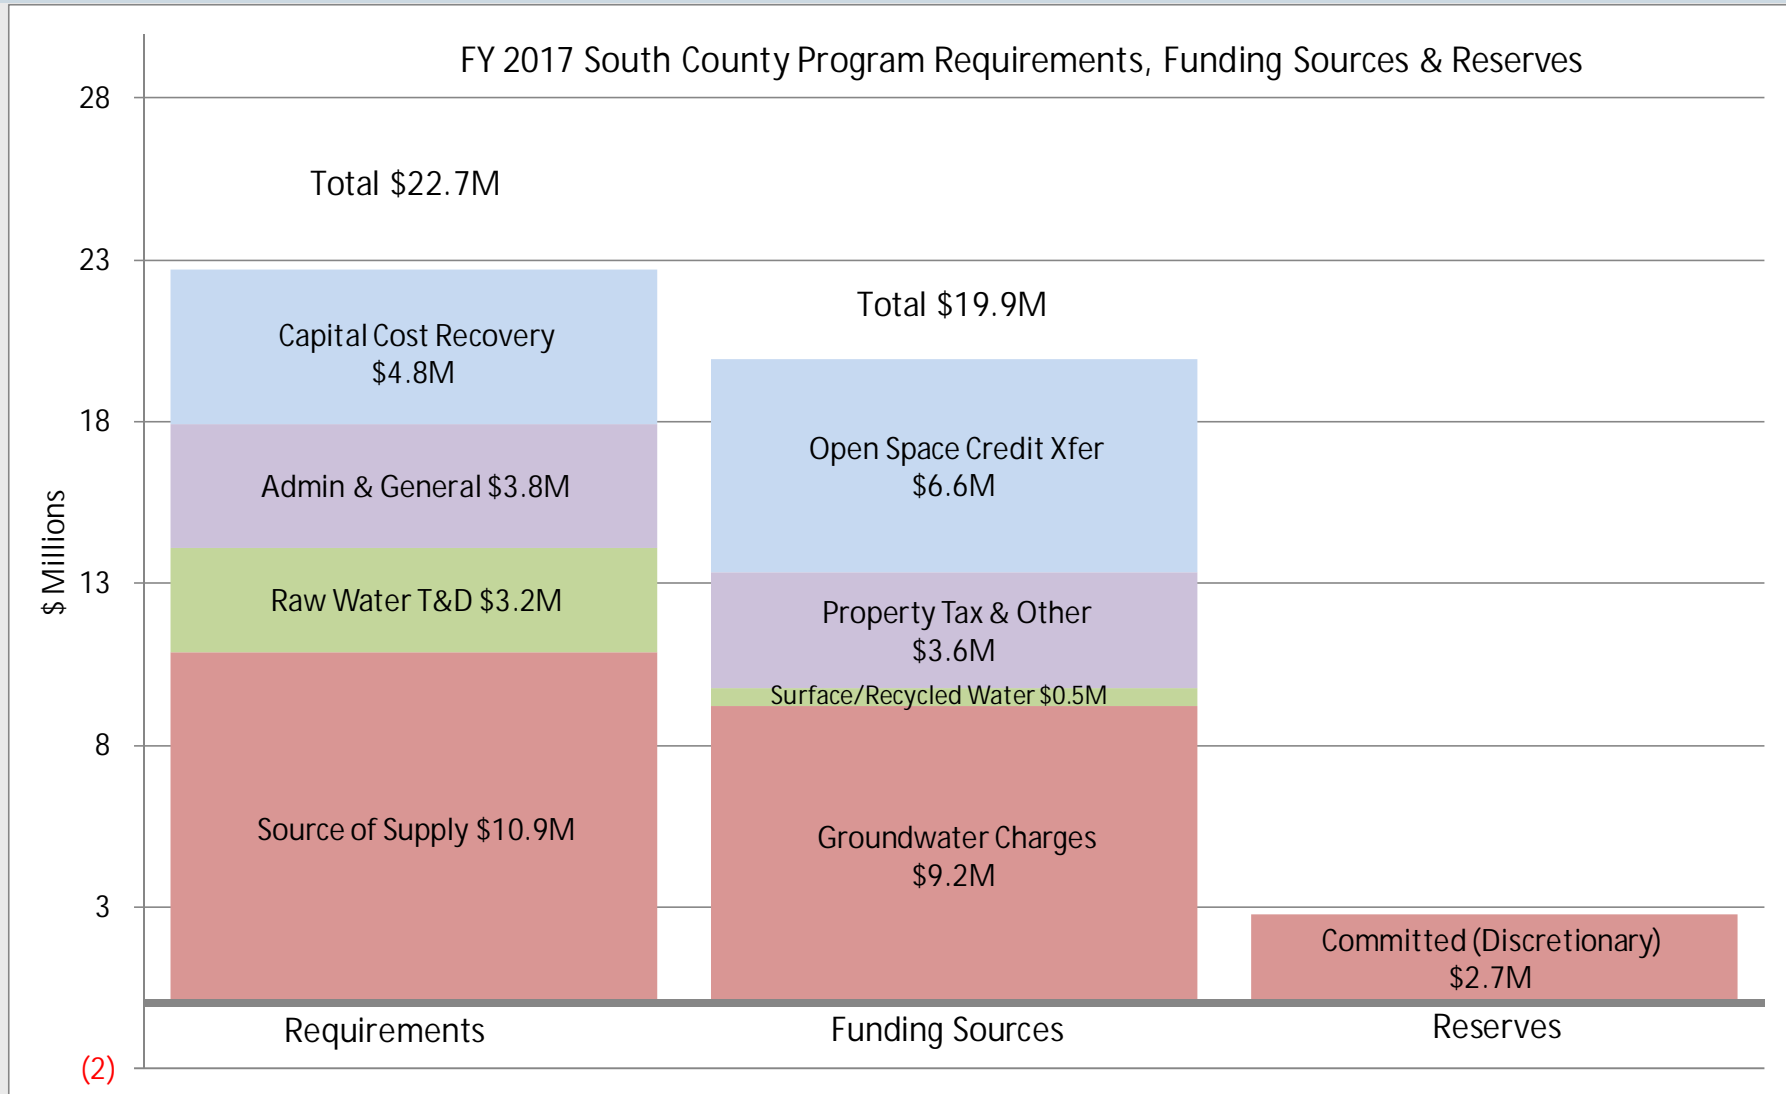 FY 2017 South County Program Requirements, Funding Sources & Reserves
28
23
18
13
8
3
(2)
$ Millions
Total $22.7M
Capital Cost Recovery
$4.8M
Admin & General $3.8M
Raw Water T&D $3.2M
Source of Supply $10.9M
Requirements
Total $19.9M
Open Space Credit Xfer
$6.6M
Property Tax & Other
$3.6M
Surface/Recycled Water $0.5M
Groundwater Charges
$9.2M
Funding Sources
Committed (Discretionary)
$2.7M
Reserves